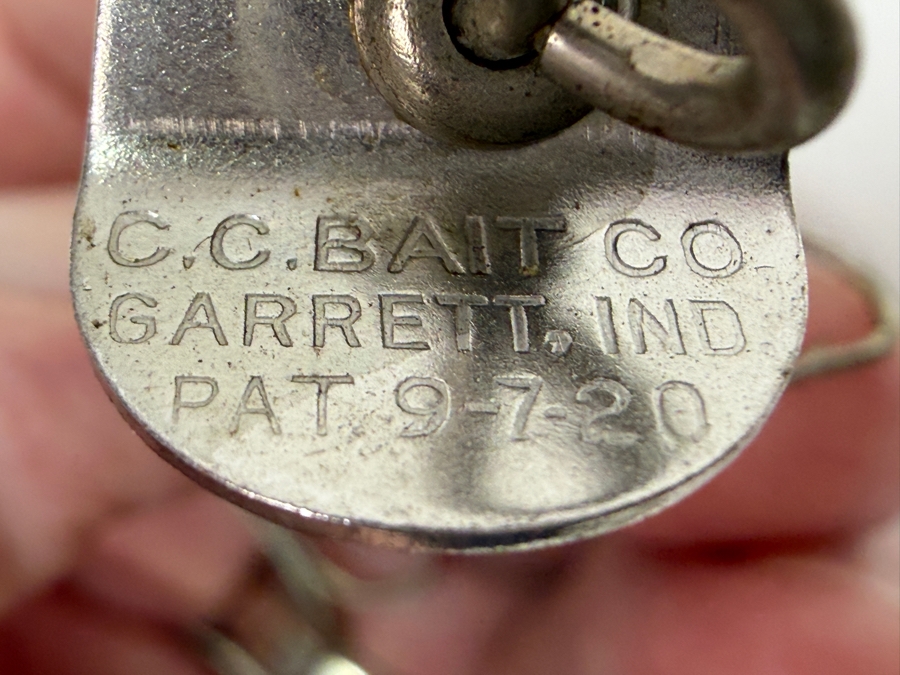 C.C.BAIT CO
GARRETT, IND
PAT 9-7-20